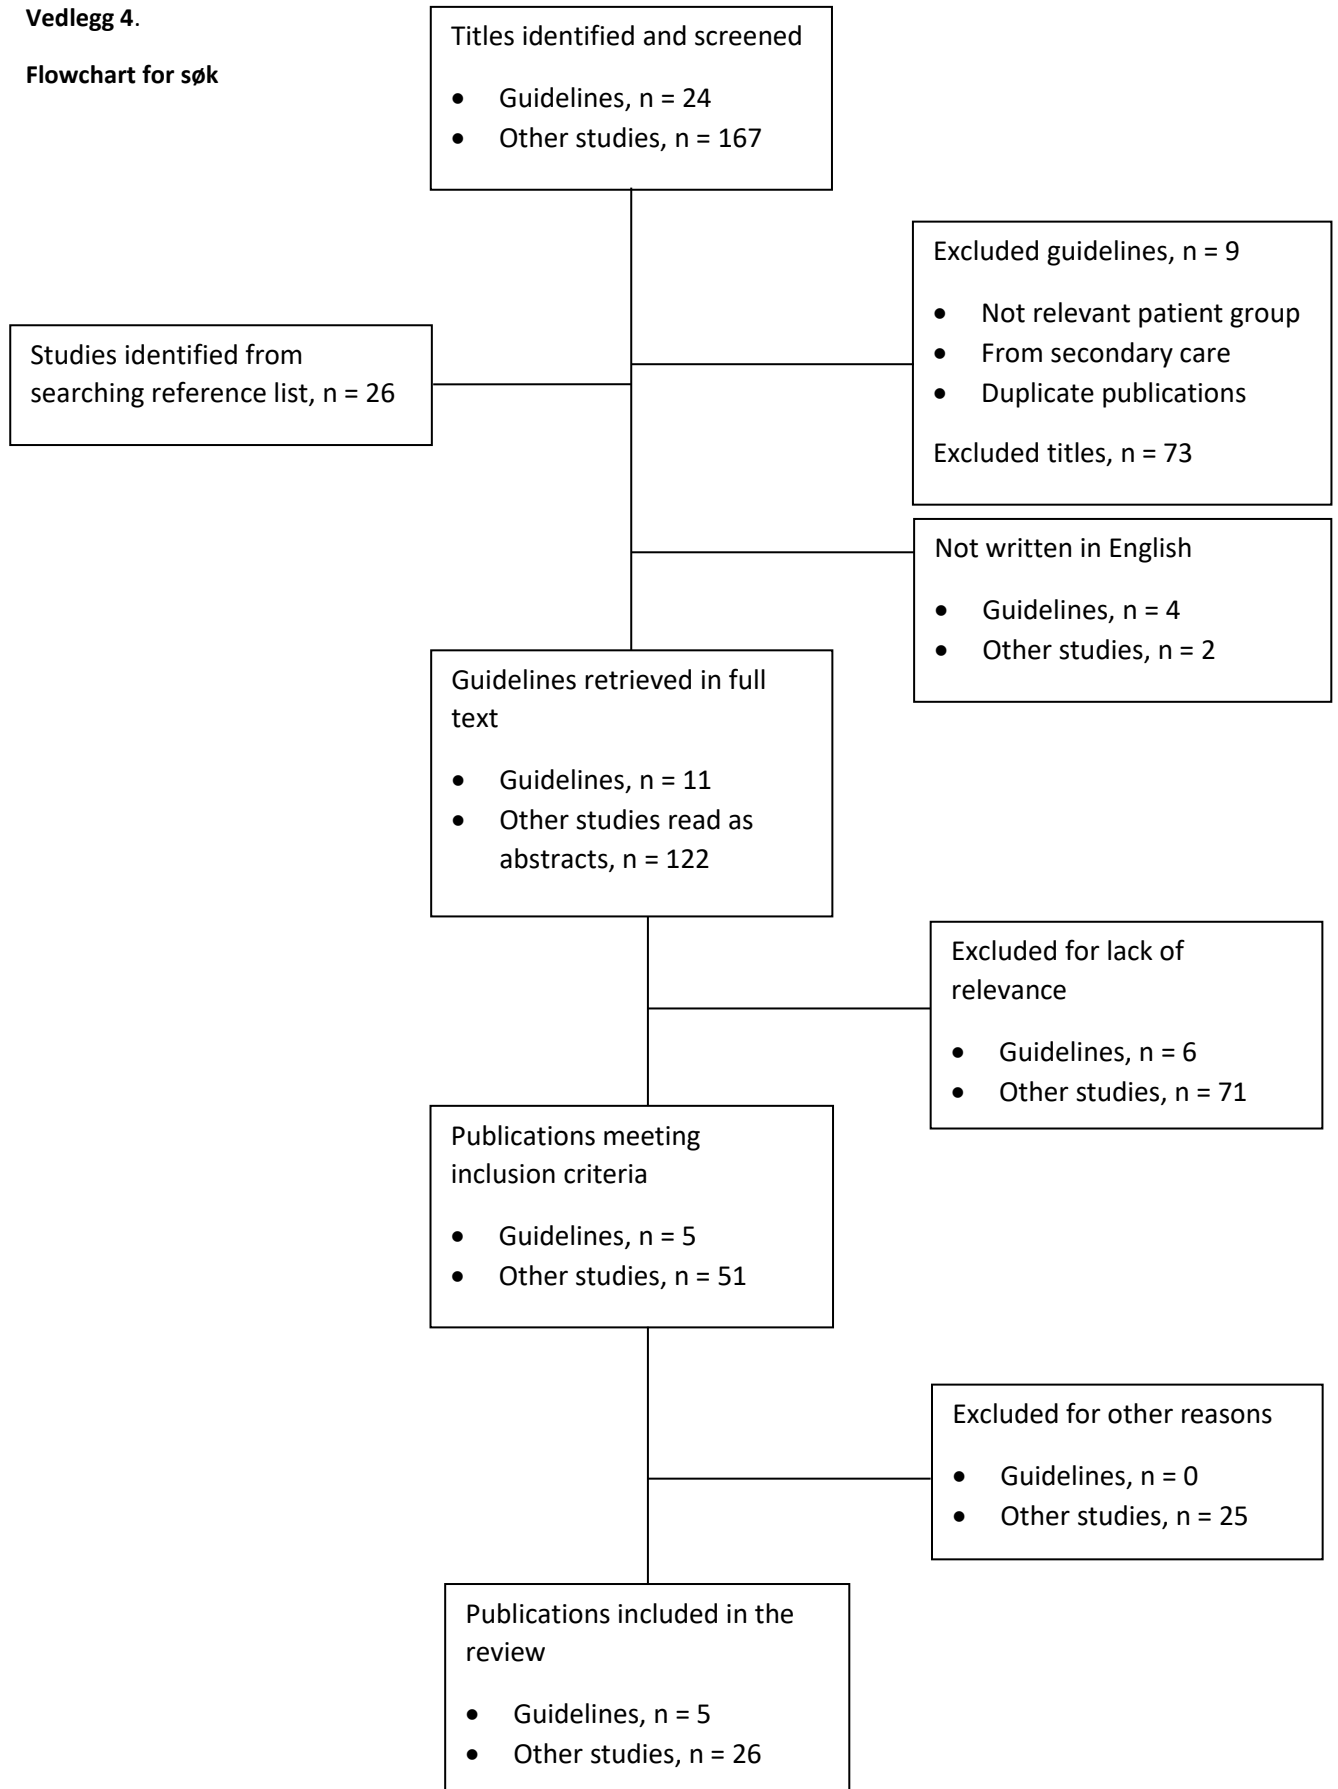 Vedlegg 4.
Flowchart for søk
Titles identified and screened
• Guidelines, n = 24
• Other studies, n = 167
Excluded guidelines, n = 9
• Not relevant patient group
• From secondary care
• Duplicate publications
Excluded titles, n = 73
Studies identified from
searching reference list, n = 26
Not written in English
• Guidelines, n = 4
• Other studies, n = 2
Guidelines retrieved in full
text
• Guidelines, n = 11
• Other studies read as
abstracts, n = 122
Excluded for lack of
relevance
• Guidelines, n = 6
• Other studies, n = 71
Publications meeting
inclusion criteria
• Guidelines, n = 5
• Other studies, n = 51
Excluded for other reasons
• Guidelines, n = 0
• Other studies, n = 25
Publications included in the
review
• Guidelines, n = 5
• Other studies, n = 26